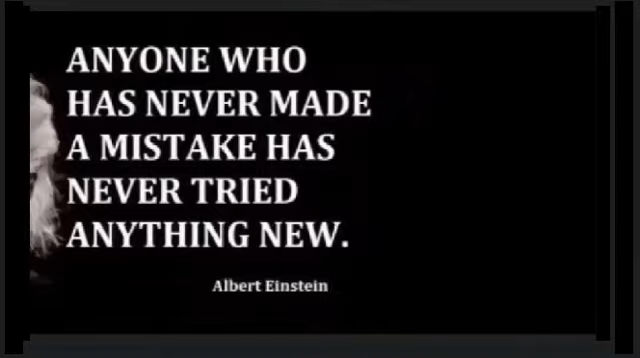 ANYONE WHO
HAS NEVER MADE
A MISTAKE HAS
NEVER TRIED
ANYTHING NEW.
Albert Einstein